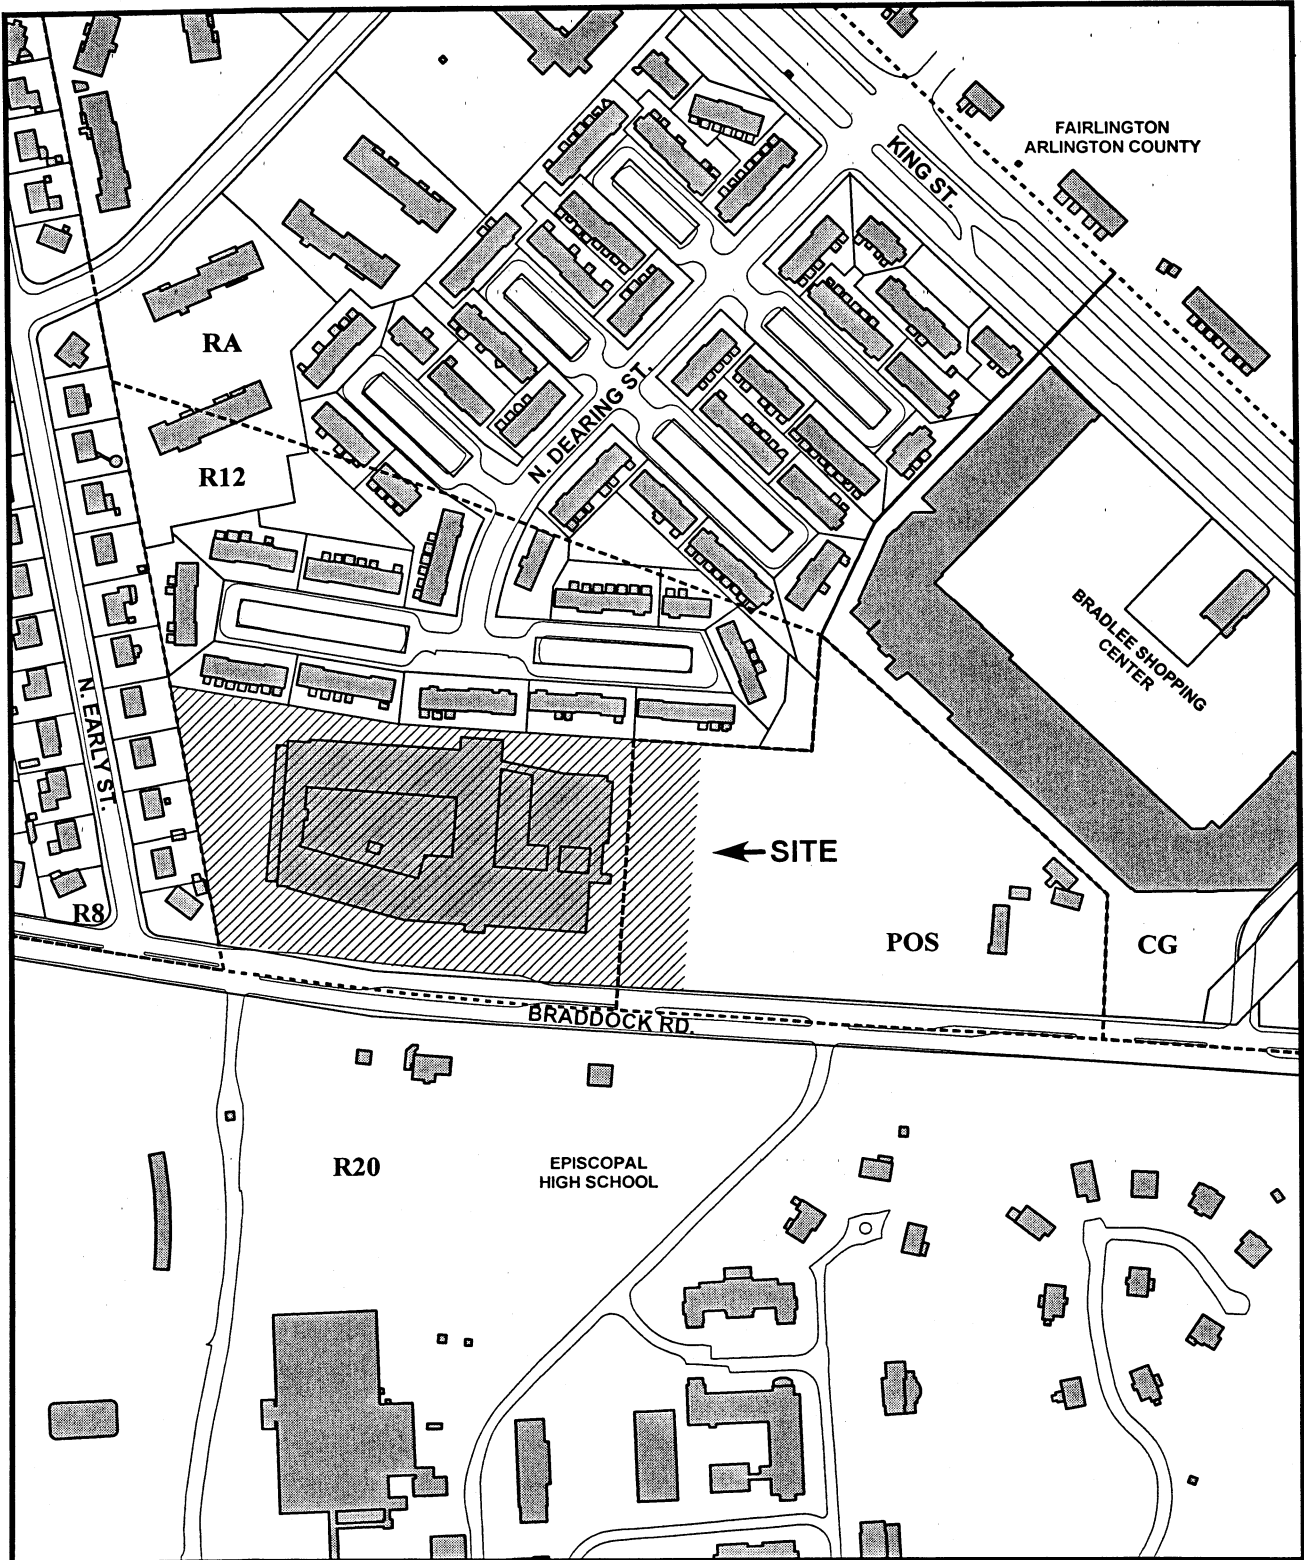 FAIRLINGTON
ARLINGTON COUNTY
KING ST.
RA
N. DEARING ST.
R12
BRADLEE SHOPPING
CENTER
N. EARLY ST.
SITE
R8
POS
CG
BRADDOCK RD.
R20
EPISCOPAL
HIGH SCHOOL